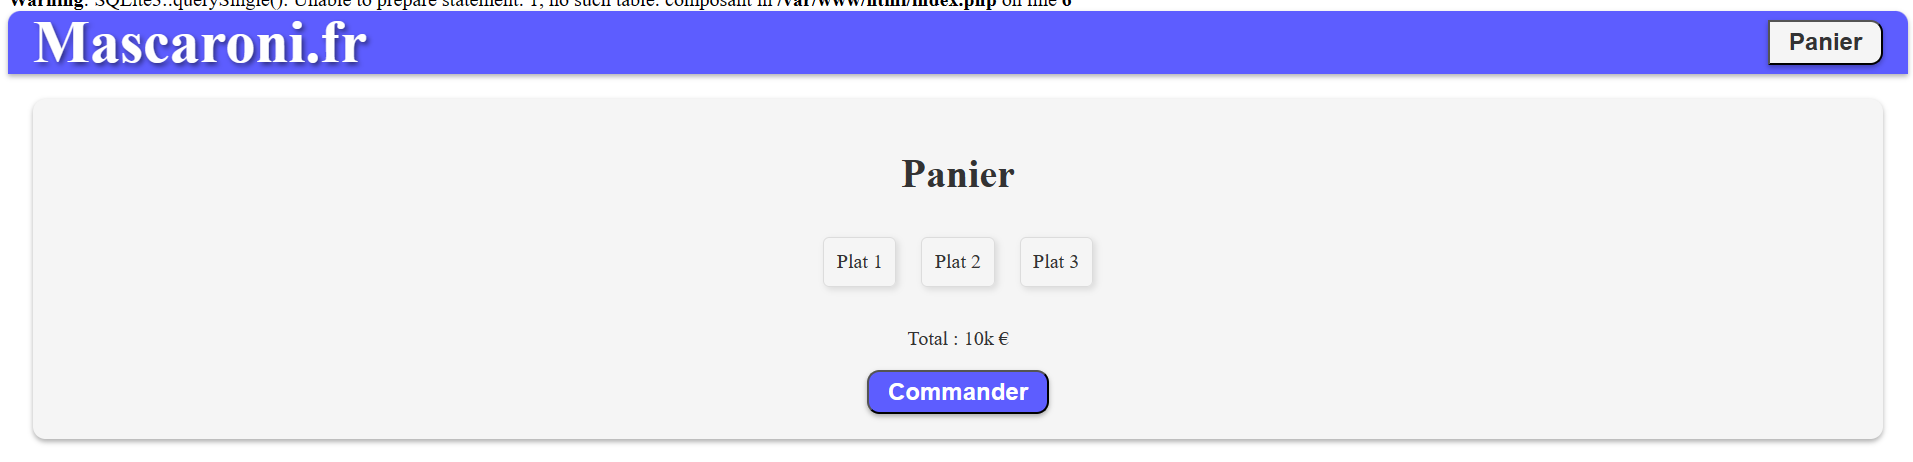 Warning: SQLite3::querySingle(): Unable to prepare statement: 1, no such table: composant in /var/www/html/index.php on line 6
Mascaroni.fr
Panier
Panier
Plat 1 Plat 2 Plat 3
Total : 10k €
Commander